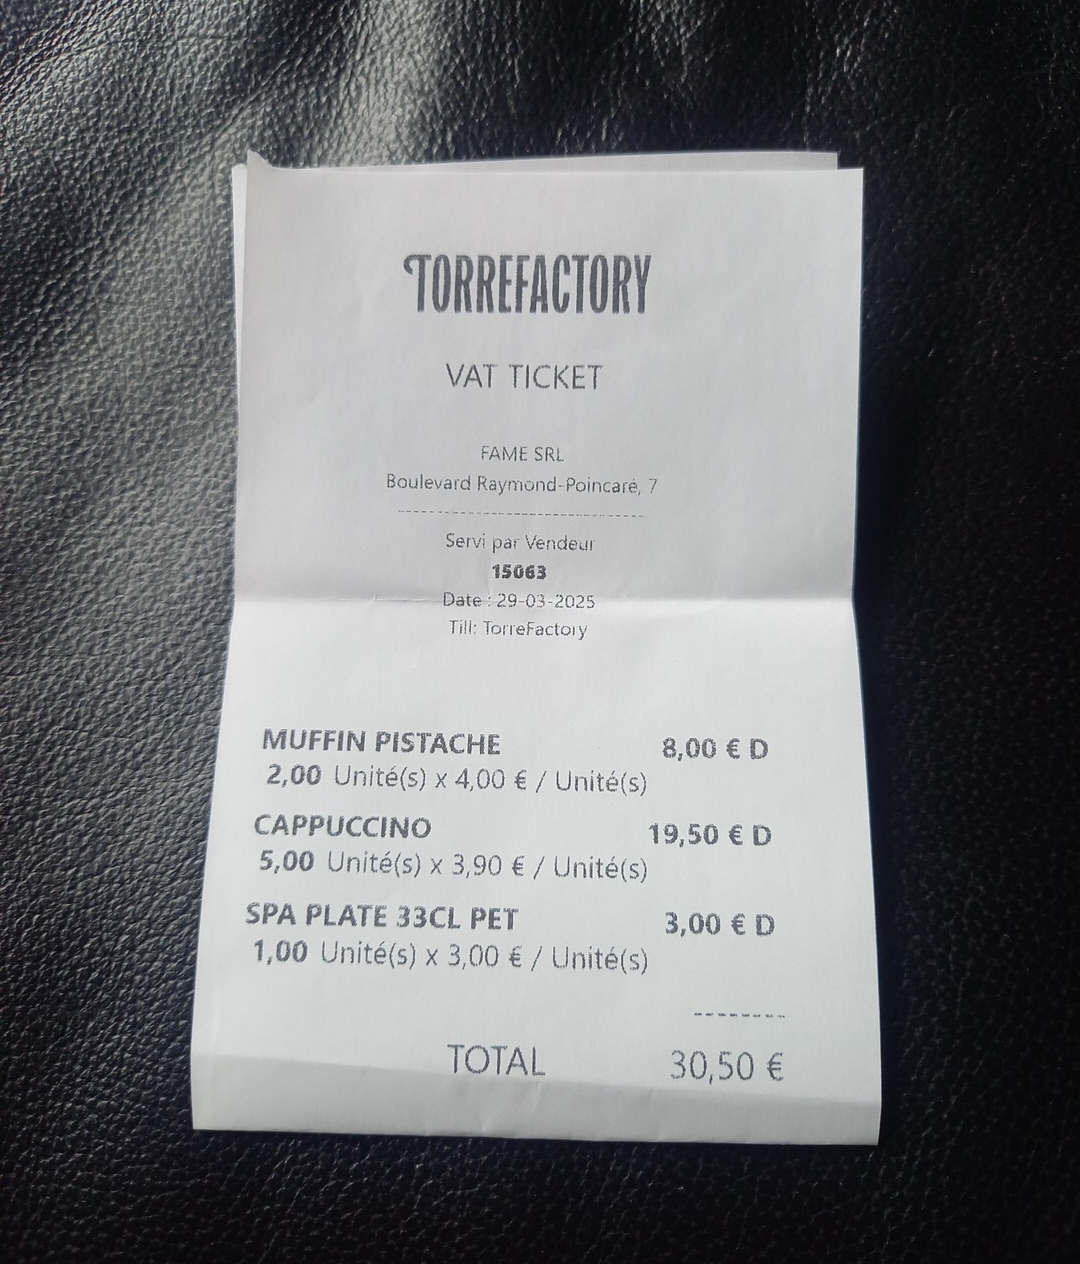 TORREFACTORY
VAT TICKET
FAME SRL
Boulevard Raymond-Poincaré, 7
--------------------------------------
Servi par Vendeur
15063
Date : 29-03-2025
Till: TorreFactory
MUFFIN PISTACHE 8,00 € D
2,00 Unité(s) x 4,00 € / Unité(s)
CAPPUCCINO 19,50 € D
5,00 Unité(s) x 3,90 € / Unité(s)
SPA PLATE 33CL PET 3,00 € D
1,00 Unité(s) x 3,00 € / Unité(s)
---------
TOTAL 30,50 €